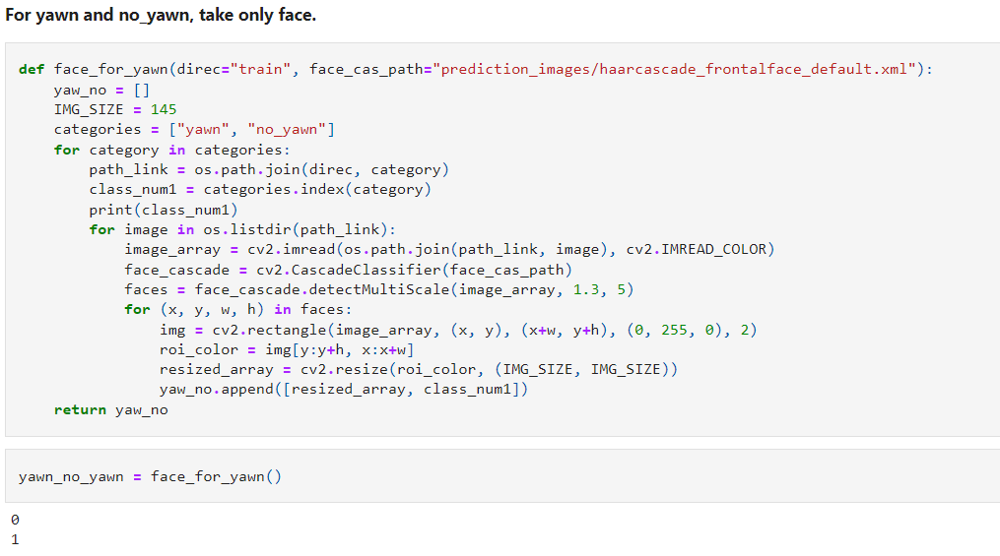 For yawn and no_yawn, take only face.
def face_for_yawn(direc="train", face_cas_path="prediction_images/haarcascade_frontalface_default.xml"):
    yaw_no = []
    IMG_SIZE = 145
    categories = ["yawn", "no_yawn"]
    for category in categories:
        path_link = os.path.join(direc, category)
        class_num1 = categories.index(category)
        print(class_num1)
        for image in os.listdir(path_link):
            image_array = cv2.imread(os.path.join(path_link, image), cv2.IMREAD_COLOR)
            face_cascade = cv2.CascadeClassifier(face_cas_path)
            faces = face_cascade.detectMultiScale(image_array, 1.3, 5)
            for (x, y, w, h) in faces:
                img = cv2.rectangle(image_array, (x, y), (x+w, y+h), (0, 255, 0), 2)
                roi_color = img[y:y+h, x:x+w]
                resized_array = cv2.resize(roi_color, (IMG_SIZE, IMG_SIZE))
                yaw_no.append([resized_array, class_num1])
    return yaw_no
yawn_no_yawn = face_for_yawn()
0
1